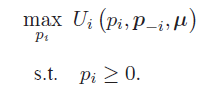 max U_i (p_i, p_{−i}, μ)
p_i
s.t. p_i ≥ 0.